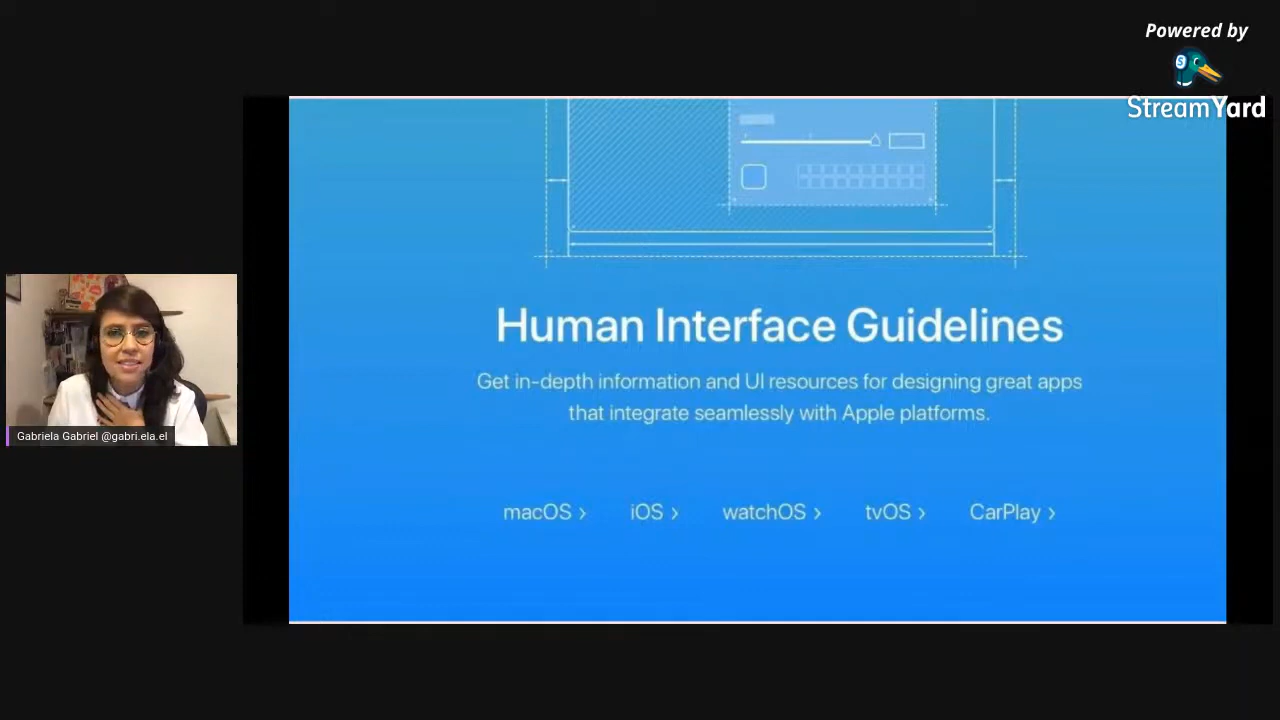 Powered by
StreamYard
Human Interface Guidelines
Get in-depth information and UI resources for designing great apps
that integrate seamlessly with Apple platforms.
macOS › iOS › watchOS › tvOS › CarPlay ›
Gabriela Gabriel @gabri.ela.el